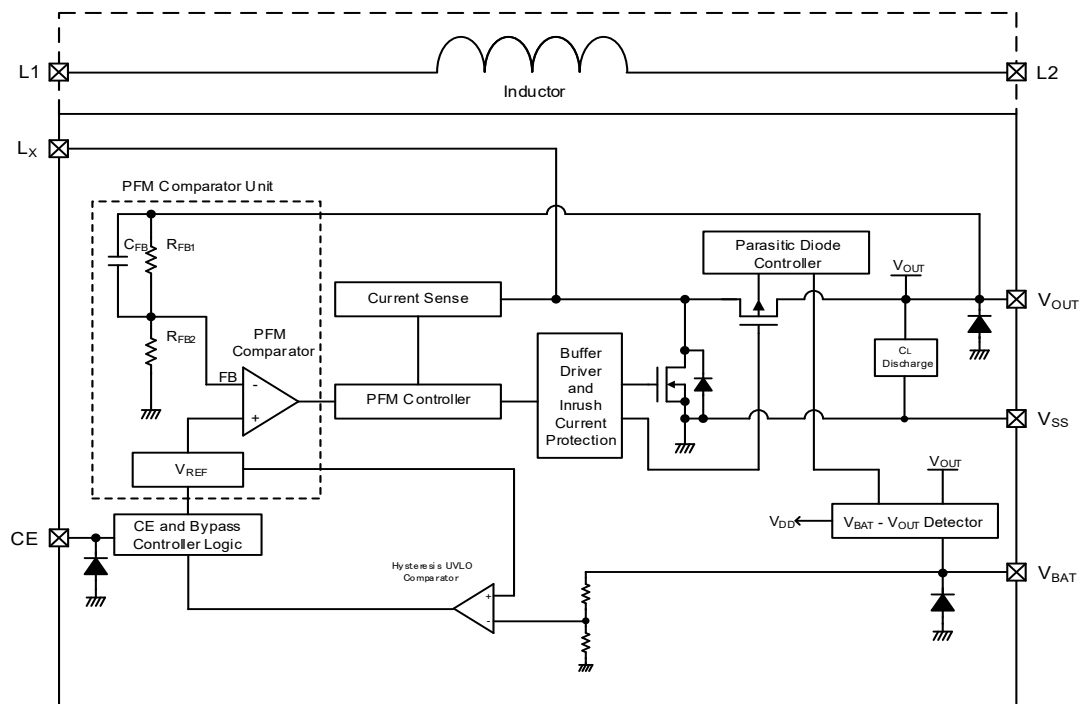 L1
L2
Inductor
LX
PFM Comparator Unit
CFB
RFB1
Parasitic Diode
Controller
VOUT
Current Sense
VOUT
RFB2
PFM
Comparator
Buffer
Driver
and
Inrush
Current
Protection
CL
Discharge
FB
-
+
PFM Controller
VSS
VREF
VOUT
CE
CE and Bypass
Controller Logic
VDD
VBAT - VOUT Detector
Hysteresis UVLO
Comparator
VBAT
+
-